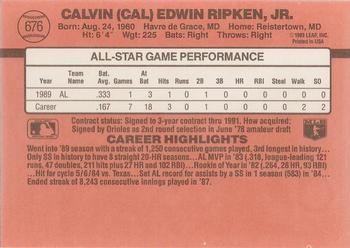 676
CALVIN (CAL) EDWIN RIPKEN, JR.
Born: Aug. 24, 1960 Havre de Grace, MD Home: Reistertown, MD
Ht: 6'4" Wgt: 225 Bats: Right Throws: Right
©1989 LEAF, INC.
PRINTED IN U.S.A.
ALL-STAR GAME PERFORMANCE
Year Team Name Bat. Avg. Games At Bat Hits Runs 2B 3B HR RBI Steal Walk SO
1989 AL .333 1 3 1 0 1 0 0 0 0 0 0
Career .167 7 18 3 1 1 0 0 0 0 2 2
Contract status: Signed to 3-year contract thru 1991. How acquired:
Signed by Orioles as 2nd round selection in June '78 amateur draft
CAREER HIGHLIGHTS
Went into '89 season with a streak of 1,250 consecutive games played, 3rd longest in history...
Only SS in history to have 8 straight 20-HR seasons...AL MVP in '83 (.318, league-leading 121
runs, 47 doubles, 211 hits plus 27 HR and 102 RBI)...Rookie of Year in '82 (.264, 28 HR, 93 RBI)
...Hit for cycle 5/6/84 vs. Texas...Set AL record for assists by a SS in 1 season (583) in '84...
Ended streak of 8,243 consecutive innings played in '87.